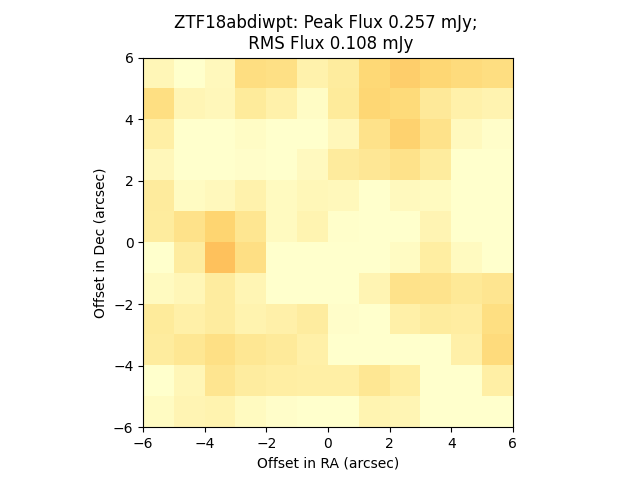 ZTF18abdiwpt: Peak Flux 0.257 mJy;
RMS Flux 0.108 mJy
6
4
2
0
−2
−4
−6
Offset in Dec (arcsec)
−6 −4 −2 0 2 4 6
Offset in RA (arcsec)